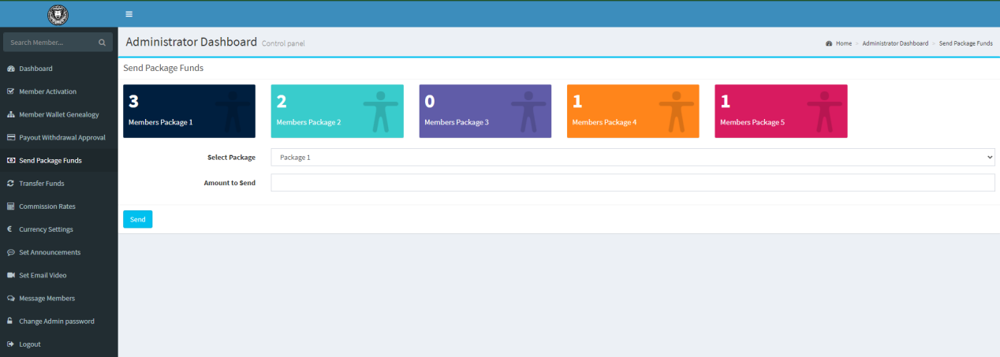 Search Member...
Dashboard
Member Activation
Member Wallet Genealogy
Payout Withdrawal Approval
Send Package Funds
Transfer Funds
Commission Rates
Currency Settings
Set Announcements
Set Email Video
Message Members
Change Admin password
Logout
Administrator Dashboard Control panel
Home > Administrator Dashboard > Send Package Funds
Send Package Funds
3
Members Package 1
2
Members Package 2
0
Members Package 3
1
Members Package 4
1
Members Package 5
Select Package
Package 1
Amount to Send
Send